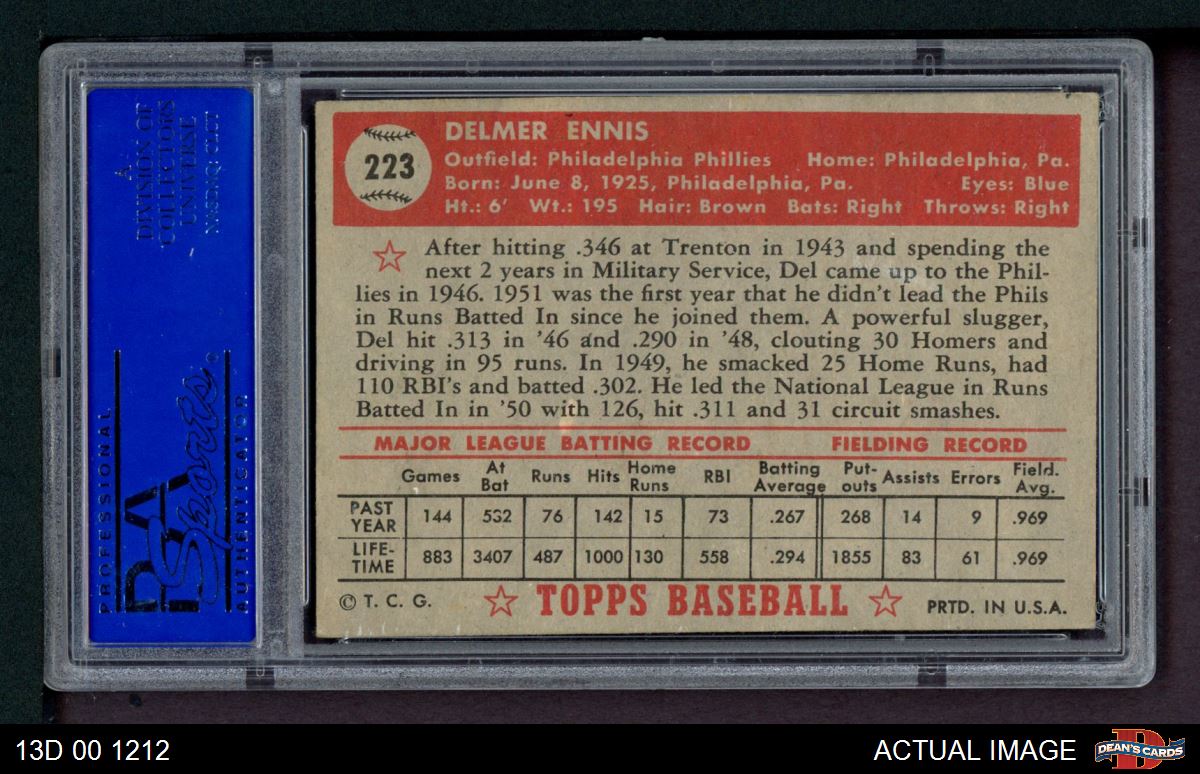 A
DIVISION OF
COLLECTORS
UNIVERSE
NASDAQ: CLCT
PROFESSIONAL
PSA
Sports
AUTHENTICATOR
223
DELMER ENNIS
Outfield: Philadelphia Phillies Home: Philadelphia, Pa.
Born: June 8, 1925, Philadelphia, Pa. Eyes: Blue
Ht.: 6' Wt.: 195 Hair: Brown Bats: Right Throws: Right
After hitting .346 at Trenton in 1943 and spending the
next 2 years in Military Service, Del came up to the Phil-
lies in 1946. 1951 was the first year that he didn't lead the Phils
in Runs Batted In since he joined them. A powerful slugger,
Del hit .313 in '46 and .290 in '48, clouting 30 Homers and
driving in 95 runs. In 1949, he smacked 25 Home Runs, had
110 RBI's and batted .302. He led the National League in Runs
Batted In in '50 with 126, hit .311 and 31 circuit smashes.
MAJOR LEAGUE BATTING RECORD FIELDING RECORD
Games At Bat Runs Hits Home Runs RBI Batting Average Put-outs Assists Errors Field. Avg.
PAST YEAR 144 532 76 142 15 73 .267 268 14 9 .969
LIFE-TIME 883 3407 487 1000 130 558 .294 1855 83 61 .969
© T. C. G. TOPPS BASEBALL PRTD. IN U.S.A.
13D 00 1212 ACTUAL IMAGE DEAN'S CARDS